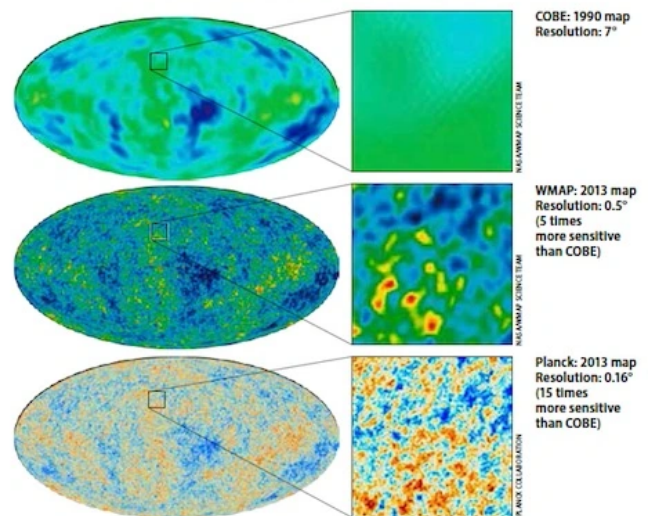 COBE: 1990 map
Resolution: 7°
NASA/WMAP SCIENCE TEAM
WMAP: 2013 map
Resolution: 0.5°
(5 times
more sensitive
than COBE)
NASA/WMAP SCIENCE TEAM
Planck: 2013 map
Resolution: 0.16°
(15 times
more sensitive
than COBE)
PLANCK COLLABORATION